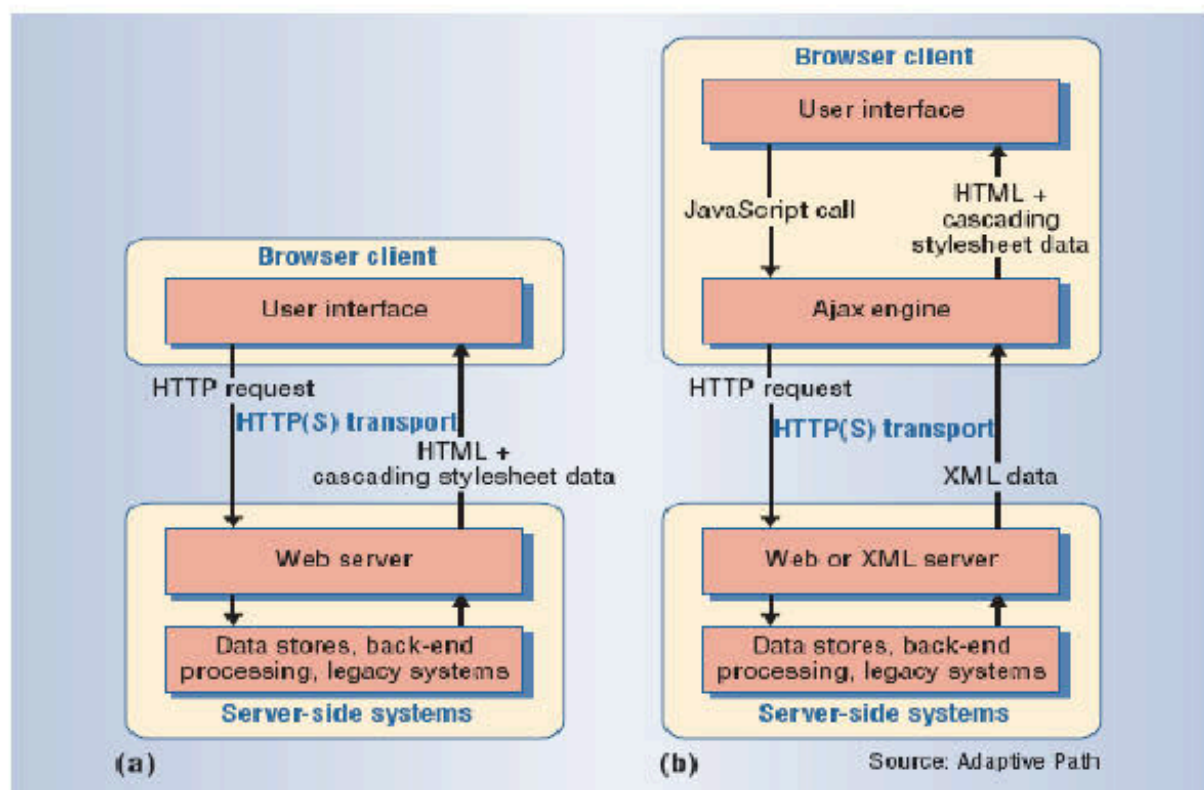 Browser client
User interface
HTTP request
HTTP(S) transport
HTML +
cascading stylesheet data
Web server
Data stores, back-end
processing, legacy systems
Server-side systems
(a)
Browser client
User interface
JavaScript call
HTML +
cascading
stylesheet data
Ajax engine
HTTP request
HTTP(S) transport
XML data
Web or XML server
Data stores, back-end
processing, legacy systems
Server-side systems
(b)
Source: Adaptive Path